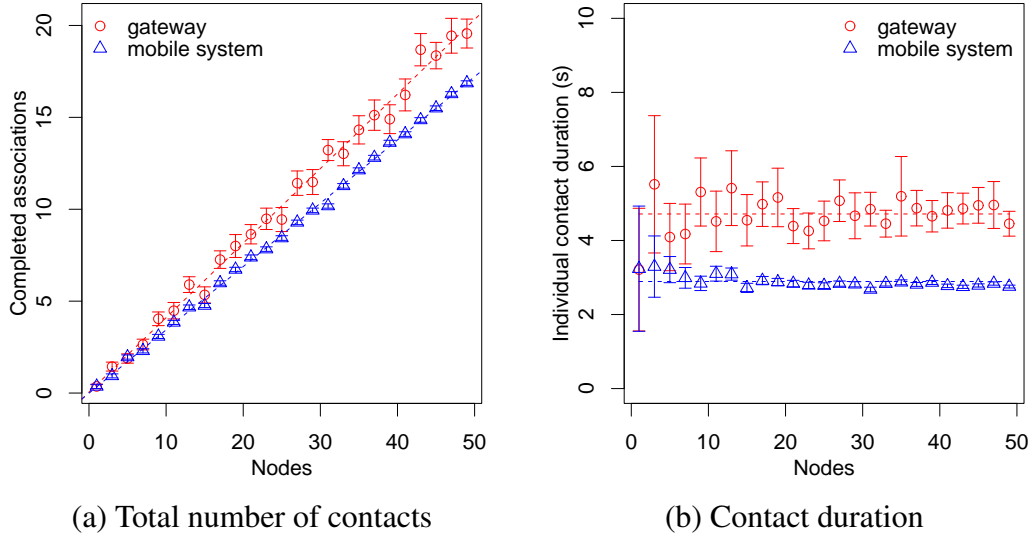 gateway
mobile system
Completed associations
0 5 10 15 20
0 10 20 30 40 50
Nodes
(a) Total number of contacts
gateway
mobile system
Individual contact duration (s)
0 2 4 6 8 10
0 10 20 30 40 50
Nodes
(b) Contact duration